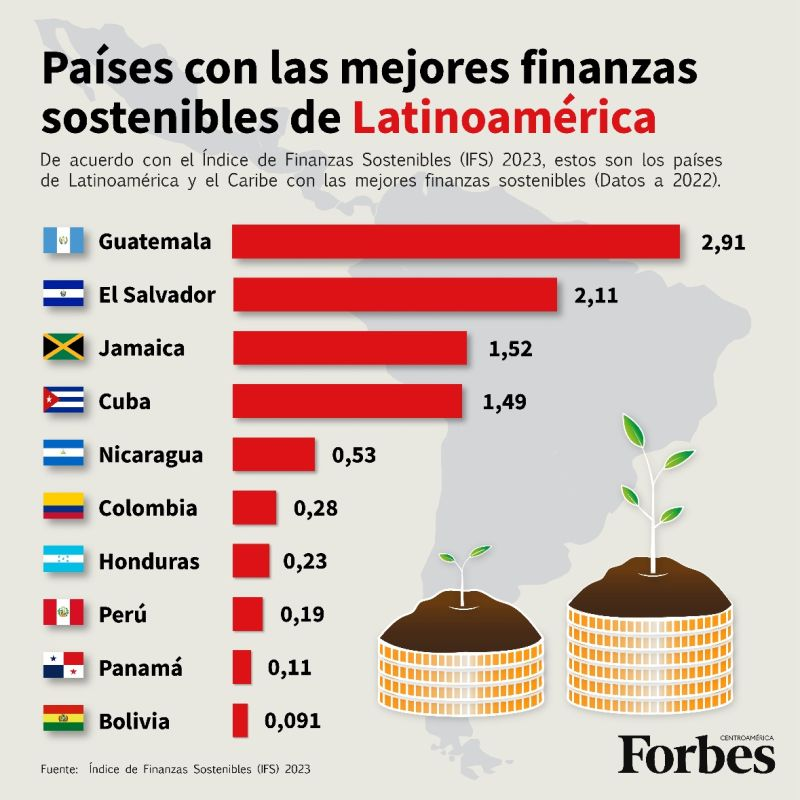 Países con las mejores finanzas
sostenibles de Latinoamérica
De acuerdo con el Índice de Finanzas Sostenibles (IFS) 2023, estos son los países
de Latinoamérica y el Caribe con las mejores finanzas sostenibles (Datos a 2022).
Guatemala 2,91
El Salvador 2,11
Jamaica 1,52
Cuba 1,49
Nicaragua 0,53
Colombia 0,28
Honduras 0,23
Perú 0,19
Panamá 0,11
Bolivia 0,091
Fuente: Índice de Finanzas Sostenibles (IFS) 2023
CENTROAMÉRICA
Forbes